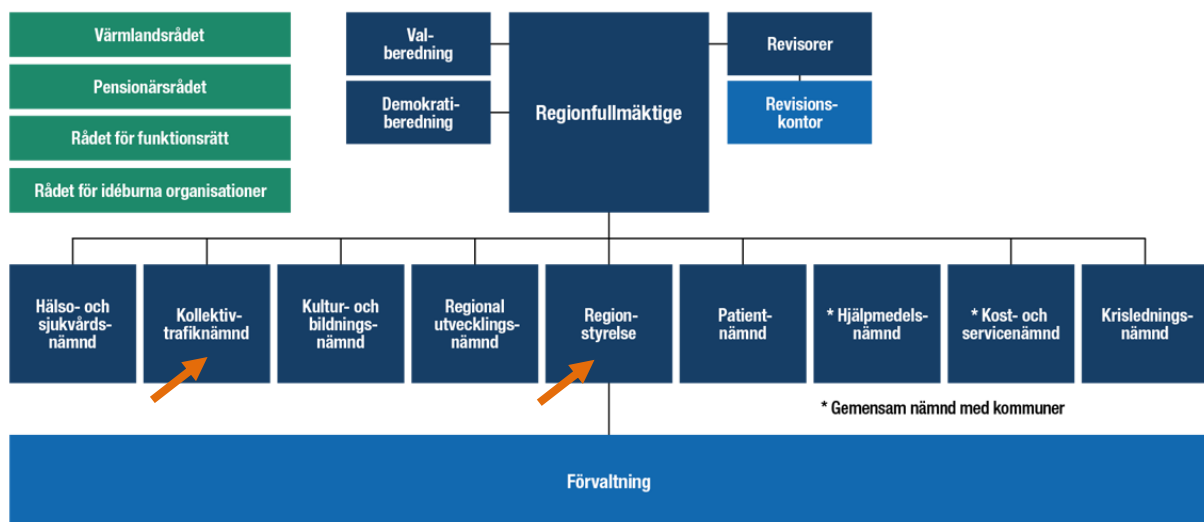 Värmlandsrådet
Pensionärsrådet
Rådet för funktionsrätt
Rådet för idéburna organisationer
Val-
beredning
Demokrati-
beredning
Regionfullmäktige
Revisorer
Revisions-
kontor
Hälso- och
sjukvårds-
nämnd
Kollektiv-
trafiknämnd
Kultur- och
bildnings-
nämnd
Regional
utvecklings-
nämnd
Region-
styrelse
Patient-
nämnd
* Hjälpmedels-
nämnd
* Kost- och
servicenämnd
Krislednings-
nämnd
* Gemensam nämnd med kommuner
Förvaltning